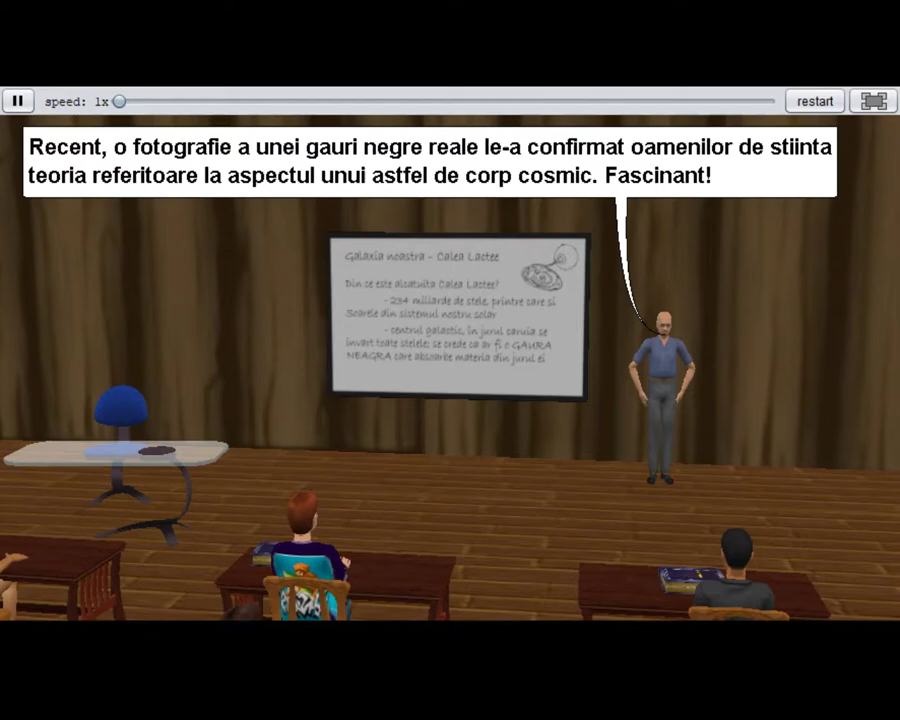 speed: 1x
restart
Recent, o fotografie a unei gauri negre reale le-a confirmat oamenilor de stiinta
teoria referitoare la aspectul unui astfel de corp cosmic. Fascinant!
Galaxia noastra - Calea Lactee
Din ce este alcatuita Calea Lactee?
- 234 miliarde de stele, printre care si
Soarele din sistemul nostru solar
- centrul galactic, în jurul caruia se
invart toate stelele; se crede ca ar fi o GAURA
NEAGRA care absoarbe materia din jurul ei